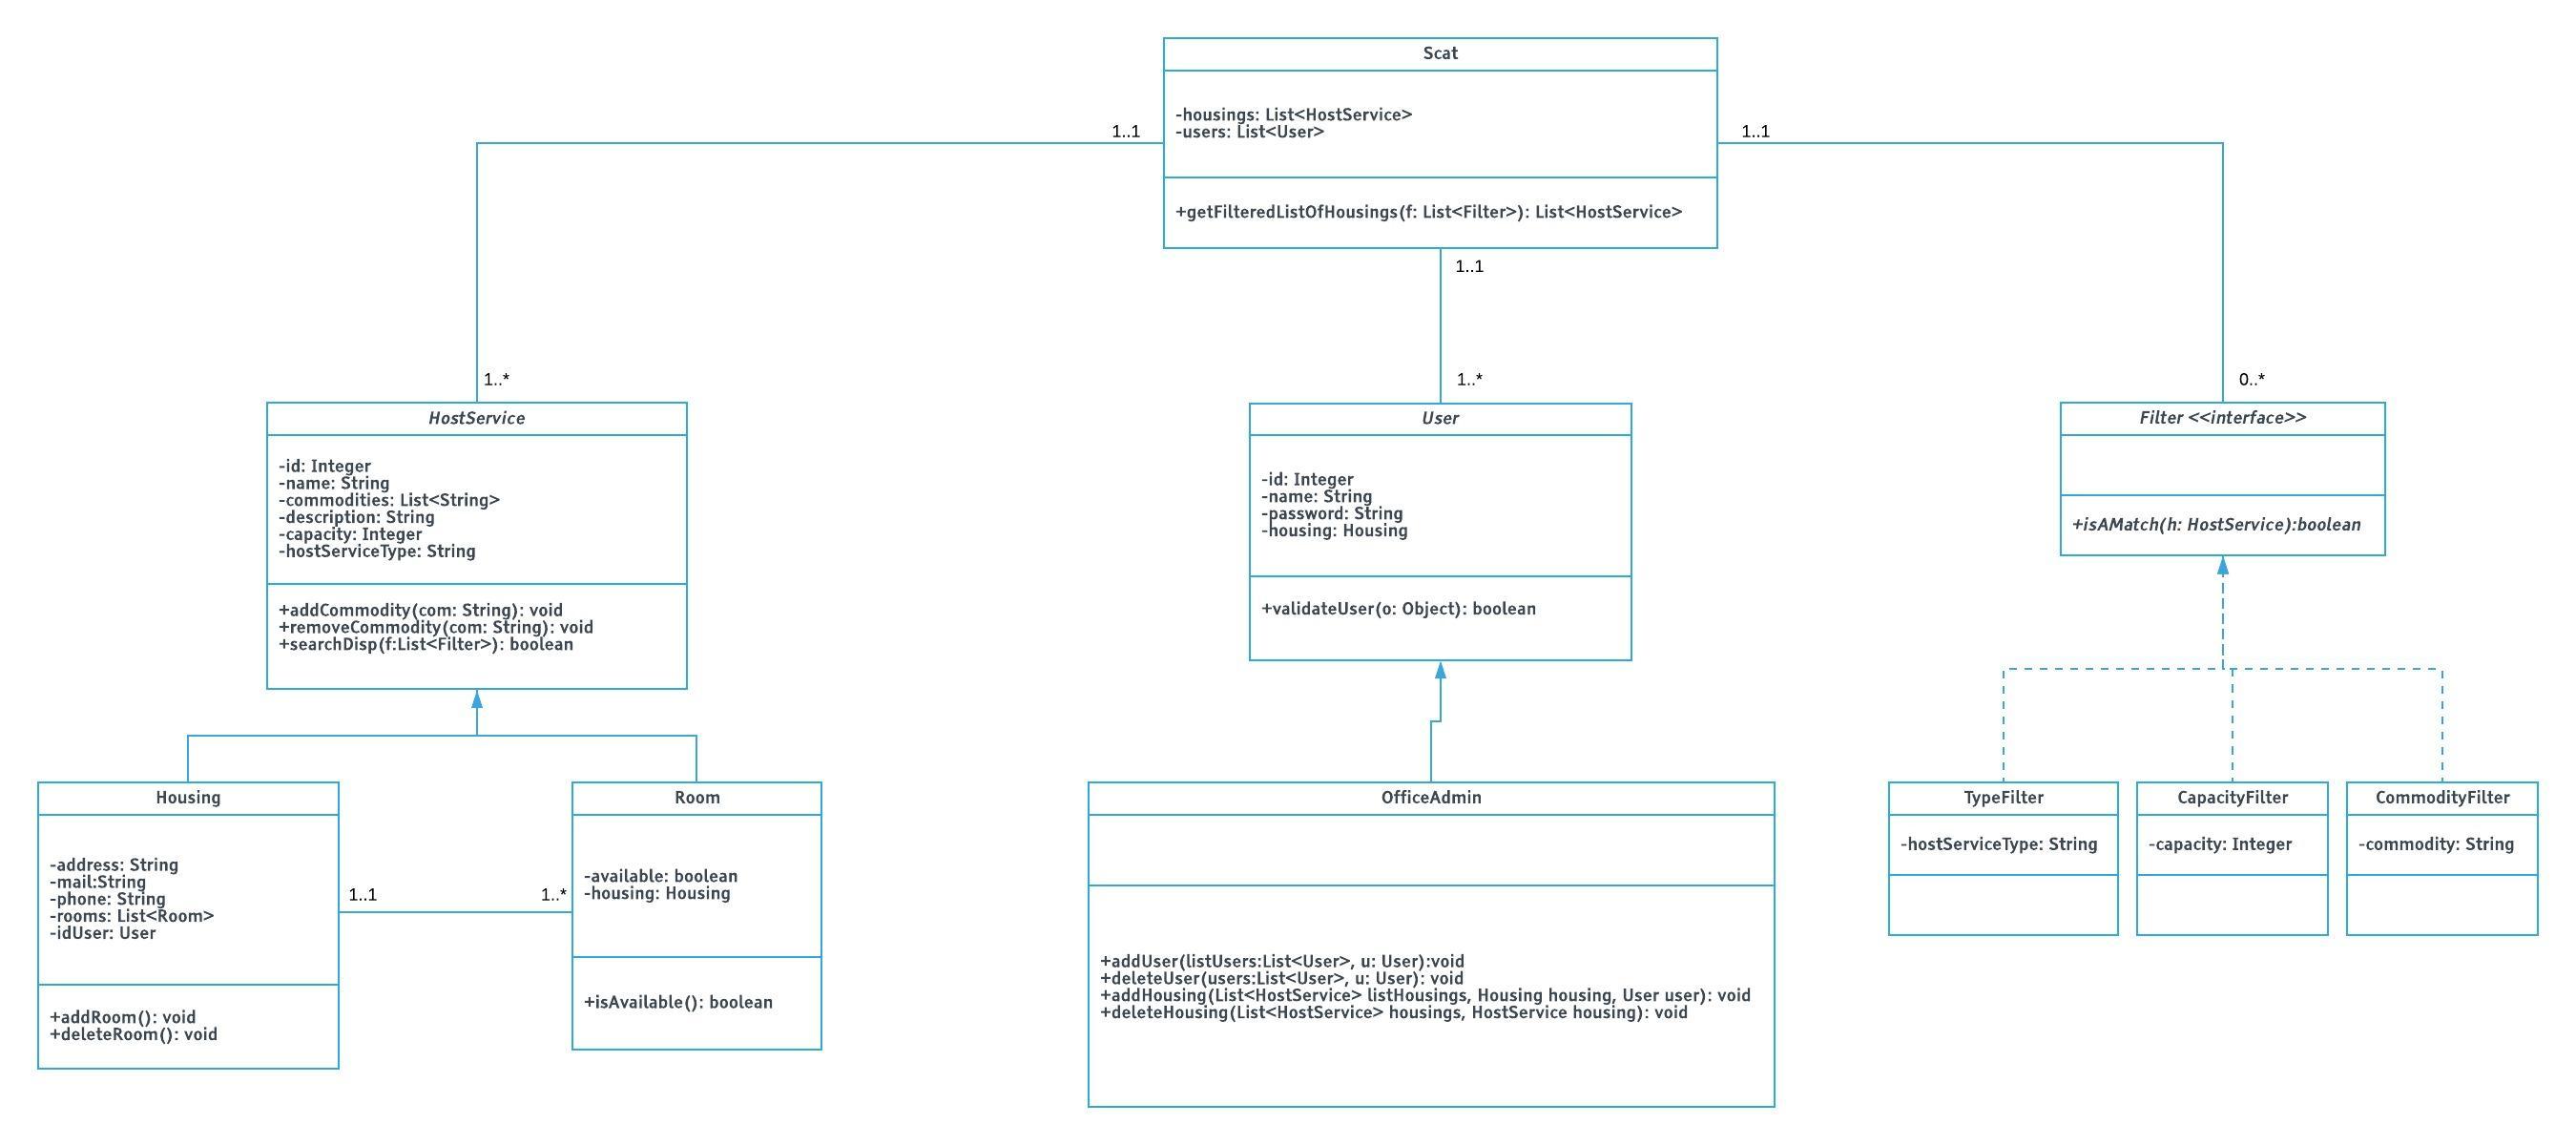 Scat
-housings: List<HostService>
-users: List<User>
+getFilteredListOfHousings(f: List<Filter>): List<HostService>
1..1
1..1
1..1
1..*
1..*
0..*
HostService
-id: Integer
-name: String
-commodities: List<String>
-description: String
-capacity: Integer
-hostServiceType: String
+addCommodity(com: String): void
+removeCommodity(com: String): void
+searchDisp(f:List<Filter>): boolean
User
-id: Integer
-name: String
-password: String
-housing: Housing
+validateUser(o: Object): boolean
Filter <<interface>>
+isAMatch(h: HostService):boolean
Housing
-address: String
-mail:String
-phone: String
-rooms: List<Room>
-idUser: User
+addRoom(): void
+deleteRoom(): void
1..1
1..*
Room
-available: boolean
-housing: Housing
+isAvailable(): boolean
OfficeAdmin
+addUser(listUsers:List<User>, u: User):void
+deleteUser(users:List<User>, u: User): void
+addHousing(List<HostService> listHousings, Housing housing, User user): void
+deleteHousing(List<HostService> housings, HostService housing): void
TypeFilter
-hostServiceType: String
CapacityFilter
-capacity: Integer
CommodityFilter
-commodity: String